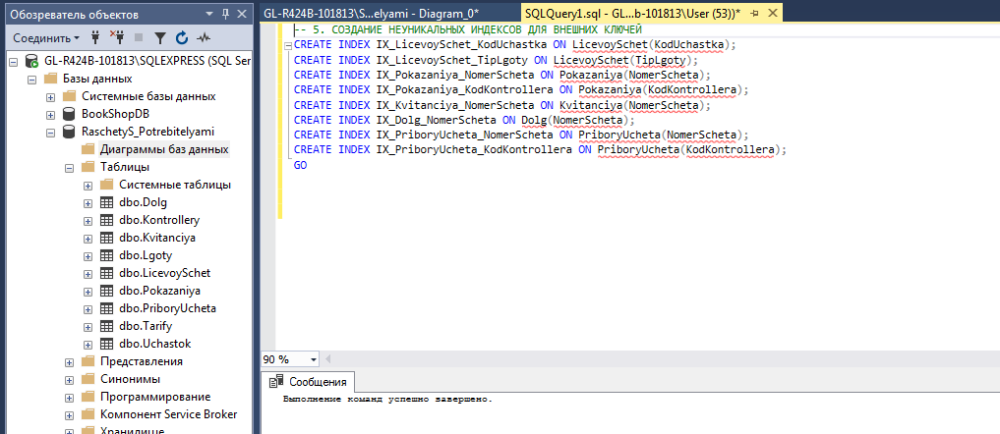 Обозреватель объектов
Соединить
GL-R424B-101813\SQLEXPRESS (SQL Ser
Базы данных
Системные базы данных
BookShopDB
RaschetyS_Potrebitelyami
Диаграммы баз данных
Таблицы
Системные таблицы
dbo.Dolg
dbo.Kontrollery
dbo.Kvitanciya
dbo.Lgoty
dbo.LicevoySchet
dbo.Pokazaniya
dbo.PriboryUcheta
dbo.Tarify
dbo.Uchastok
Представления
Синонимы
Программирование
Компонент Service Broker
Хранилище
GL-R424B-101813\S...elyami - Diagram_0*
SQLQuery1.sql - GL...b-101813\User (53))*
-- 5. СОЗДАНИЕ НЕУНИКАЛЬНЫХ ИНДЕКСОВ ДЛЯ ВНЕШНИХ КЛЮЧЕЙ
CREATE INDEX IX_LicevoySchet_KodUchastka ON LicevoySchet(KodUchastka);
CREATE INDEX IX_LicevoySchet_TipLgoty ON LicevoySchet(TipLgoty);
CREATE INDEX IX_Pokazaniya_NomerScheta ON Pokazaniya(NomerScheta);
CREATE INDEX IX_Pokazaniya_KodKontrollera ON Pokazaniya(KodKontrollera);
CREATE INDEX IX_Kvitanciya_NomerScheta ON Kvitanciya(NomerScheta);
CREATE INDEX IX_Dolg_NomerScheta ON Dolg(NomerScheta);
CREATE INDEX IX_PriboryUcheta_NomerScheta ON PriboryUcheta(NomerScheta);
CREATE INDEX IX_PriboryUcheta_KodKontrollera ON PriboryUcheta(KodKontrollera);
GO
90 %
Сообщения
Выполнение команд успешно завершено.